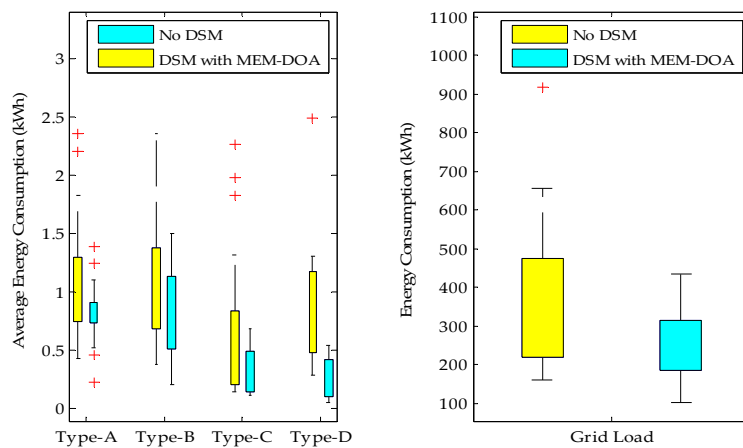 No DSM
DSM with MEM-DOA
3
2.5
2
1.5
1
0.5
0
Average Energy Consumption (kWh)
Type-A Type-B Type-C Type-D
No DSM
DSM with MEM-DOA
1100
1000
900
800
700
600
500
400
300
200
100
Energy Consumption (kWh)
Grid Load